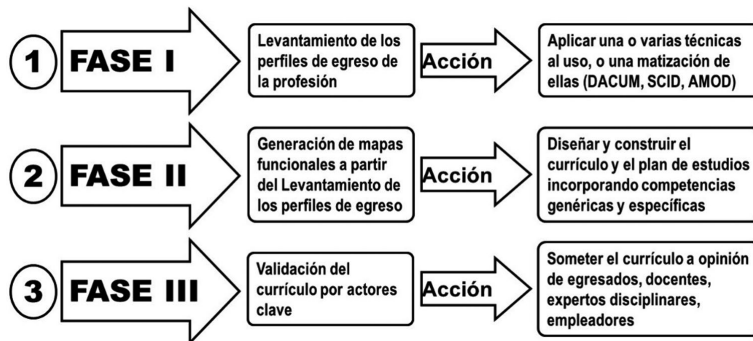 1
FASE I
Levantamiento de los
perfiles de egreso de
la profesión
Acción
Aplicar una o varias técnicas
al uso, o una matización de
ellas (DACUM, SCID, AMOD)
2
FASE II
Generación de mapas
funcionales a partir
del Levantamiento de
los perfiles de egreso
Acción
Diseñar y construir el
currículo y el plan de estudios
incorporando competencias
genéricas y específicas
3
FASE III
Validación del
currículo por actores
clave
Acción
Someter el currículo a opinión
de egresados, docentes,
expertos disciplinares,
empleadores